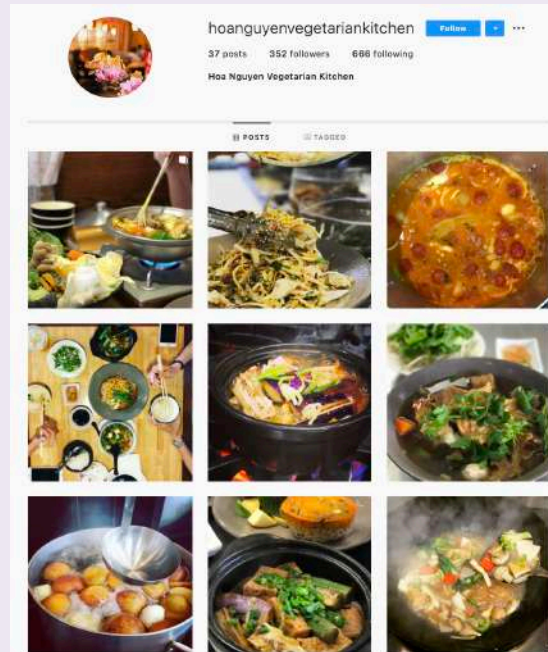 hoanguyenvegetariankitchen Follow
37 posts 352 followers 666 following
Hoa Nguyen Vegetarian Kitchen
POSTS TAGGED